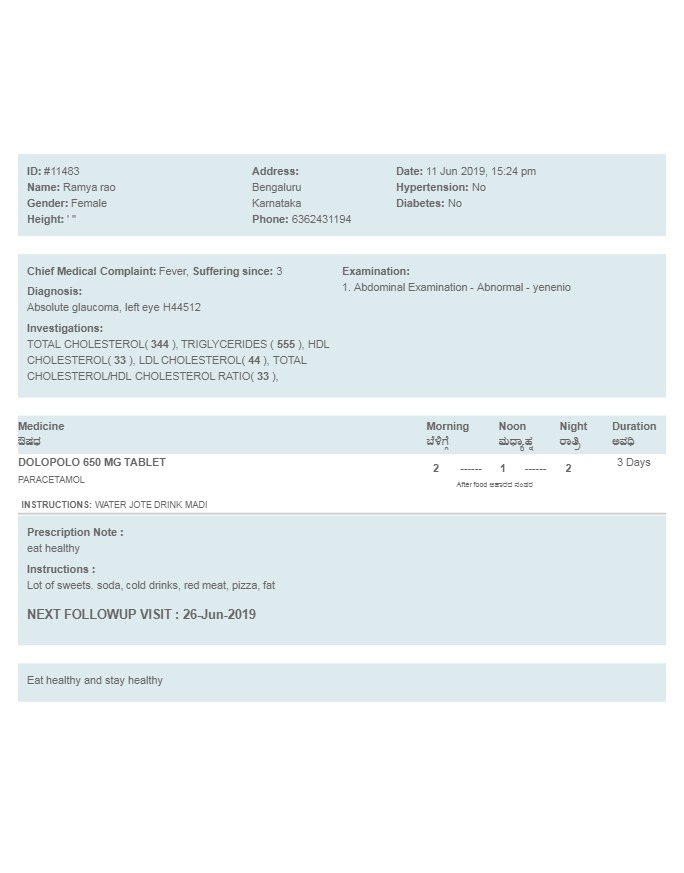 ID: #11483
Name: Ramya rao
Gender: Female
Height: ' "
Address:
Bengaluru
Karnataka
Phone: 6362431194
Date: 11 Jun 2019, 15:24 pm
Hypertension: No
Diabetes: No
Chief Medical Complaint: Fever, Suffering since: 3
Diagnosis:
Absolute glaucoma, left eye H44512
Investigations:
TOTAL CHOLESTEROL( 344 ), TRIGLYCERIDES ( 555 ), HDL
CHOLESTEROL( 33 ), LDL CHOLESTEROL( 44 ), TOTAL
CHOLESTEROL/HDL CHOLESTEROL RATIO( 33 ),
Examination:
1. Abdominal Examination - Abnormal - yenenio
Medicine Morning Noon Night Duration
ಔಷಧ ಬೆಳಿಗ್ಗೆ ಮಧ್ಯಾಹ್ನ ರಾತ್ರಿ ಅವಧಿ
DOLOPOLO 650 MG TABLET 2 ------ 1 ------ 2 3 Days
PARACETAMOL After food ಆಹಾರದ ನಂತರ
INSTRUCTIONS: WATER JOTE DRINK MADI
Prescription Note :
eat healthy
Instructions :
Lot of sweets. soda, cold drinks, red meat, pizza, fat
NEXT FOLLOWUP VISIT : 26-Jun-2019
Eat healthy and stay healthy